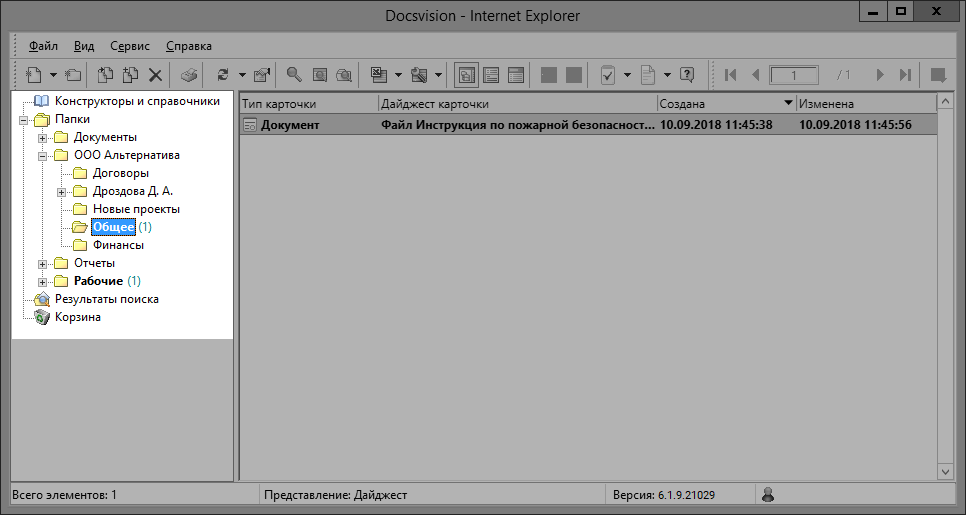 Docsvision - Internet Explorer
Файл Вид Сервис Справка
1 / 1
Конструкторы и справочники
Папки
Документы
ООО Альтернатива
Договоры
Дроздова Д. А.
Новые проекты
Общее (1)
Финансы
Отчеты
Рабочие (1)
Результаты поиска
Корзина
Тип карточки Дайджест карточки Создана Изменена
Документ Файл Инструкция по пожарной безопасност... 10.09.2018 11:45:38 10.09.2018 11:45:56
Всего элементов: 1 Представление: Дайджест Версия: 6.1.9.21029